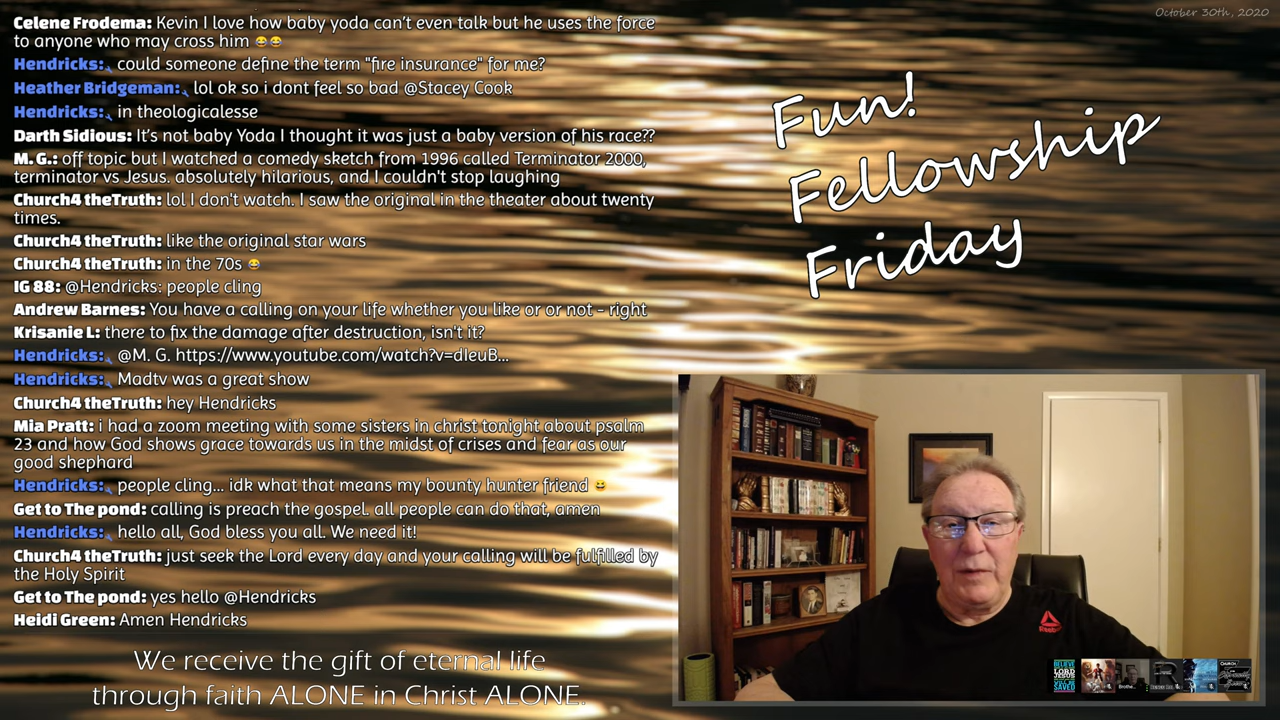 October 30th, 2020
Celene Frodema: Kevin I love how baby yoda can't even talk but he uses the force
to anyone who may cross him 😂😂
Hendricks: could someone define the term "fire insurance" for me?
Heather Bridgeman: lol ok so i dont feel so bad @Stacey Cook
Hendricks: in theologicalesse
Darth Sidious: It's not baby Yoda I thought it was just a baby version of his race??
M. G.: off topic but I watched a comedy sketch from 1996 called Terminator 2000,
terminator vs Jesus. absolutely hilarious, and I couldn't stop laughing
Church4 theTruth: lol I don't watch. I saw the original in the theater about twenty
times.
Church4 theTruth: like the original star wars
Church4 theTruth: in the 70s 😂
IG 88: @Hendricks: people cling
Andrew Barnes: You have a calling on your life whether you like or or not - right
Krisanie L: there to fix the damage after destruction, isn't it?
Hendricks: @M. G. https://www.youtube.com/watch?v=dIeuB...
Hendricks: Madtv was a great show
Church4 theTruth: hey Hendricks
Mia Pratt: i had a zoom meeting with some sisters in christ tonight about psalm
23 and how God shows grace towards us in the midst of crises and fear as our
good shephard
Hendricks: people cling... idk what that means my bounty hunter friend 😆
Get to The pond: calling is preach the gospel. all people can do that, amen
Hendricks: hello all, God bless you all. We need it!
Church4 theTruth: just seek the Lord every day and your calling will be fulfilled by
the Holy Spirit
Get to The pond: yes hello @Hendricks
Heidi Green: Amen Hendricks
We receive the gift of eternal life
through faith ALONE in Christ ALONE.
Fun!
Fellowship
Friday
Reebok
BELIEVE
LORD
JESUS
SAVED
Brothe...
CHURCH